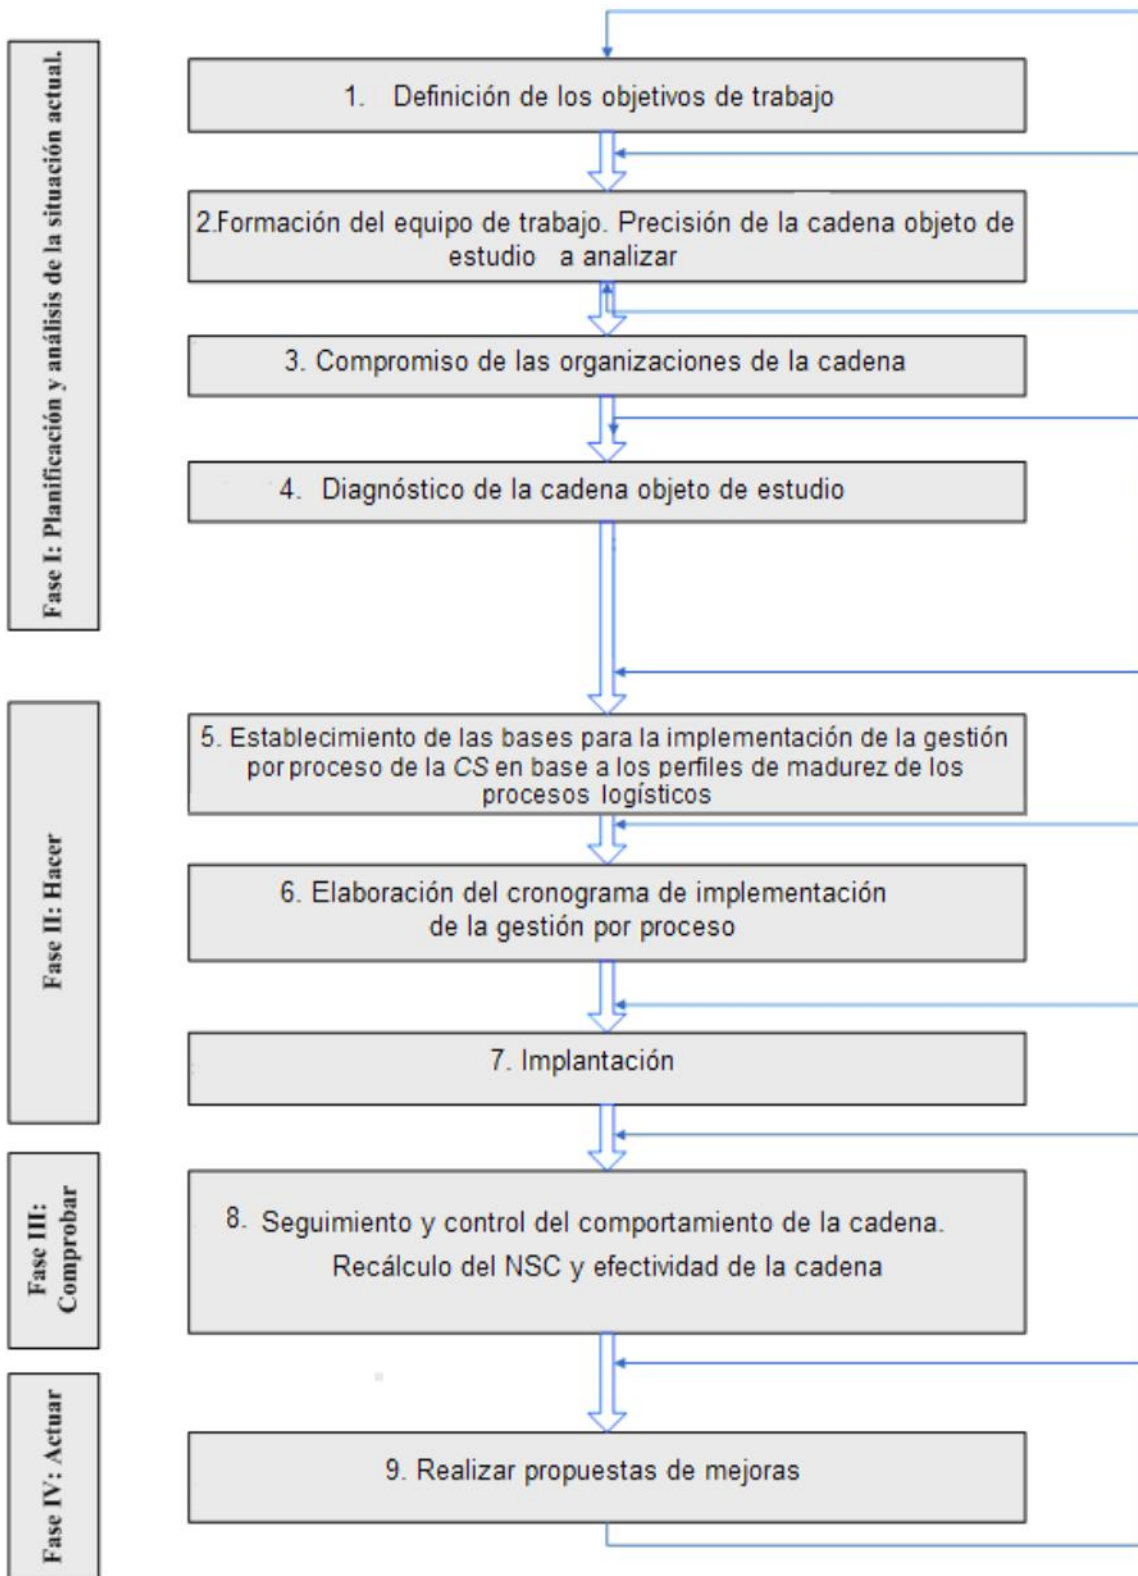 Fase I: Planificación y análisis de la situación actual.
1. Definición de los objetivos de trabajo
2.Formación del equipo de trabajo. Precisión de la cadena objeto de
estudio a analizar
3. Compromiso de las organizaciones de la cadena
4. Diagnóstico de la cadena objeto de estudio
Fase II: Hacer
5. Establecimiento de las bases para la implementación de la gestión
por proceso de la CS en base a los perfiles de madurez de los
procesos logísticos
6. Elaboración del cronograma de implementación
de la gestión por proceso
7. Implantación
Fase III:
Comprobar
8. Seguimiento y control del comportamiento de la cadena.
Recálculo del NSC y efectividad de la cadena
Fase IV: Actuar
9. Realizar propuestas de mejoras